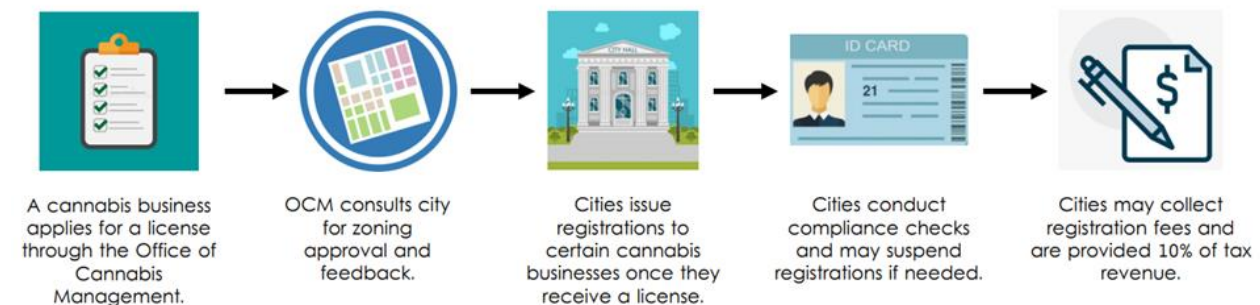 CITY HALL
ID CARD
21
$
A cannabis business
applies for a license
through the Office of
Cannabis
Management.
OCM consults city
for zoning
approval and
feedback.
Cities issue
registrations to
certain cannabis
businesses once they
receive a license.
Cities conduct
compliance checks
and may suspend
registrations if needed.
Cities may collect
registration fees and
are provided 10% of tax
revenue.